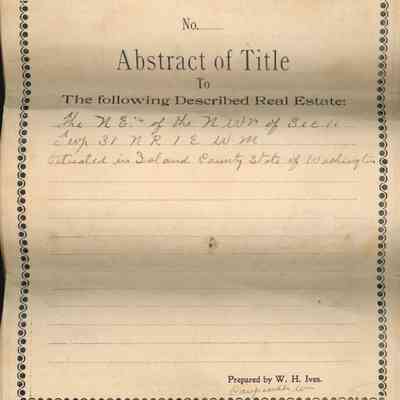 No.
Abstract of Title
To
The following Described Real Estate:
The N E ¼ of the N W ¼ of Sec 11
Twp 31 N R 1 E W M
situated in Island County State of Washington
Prepared by W. H. Ives.